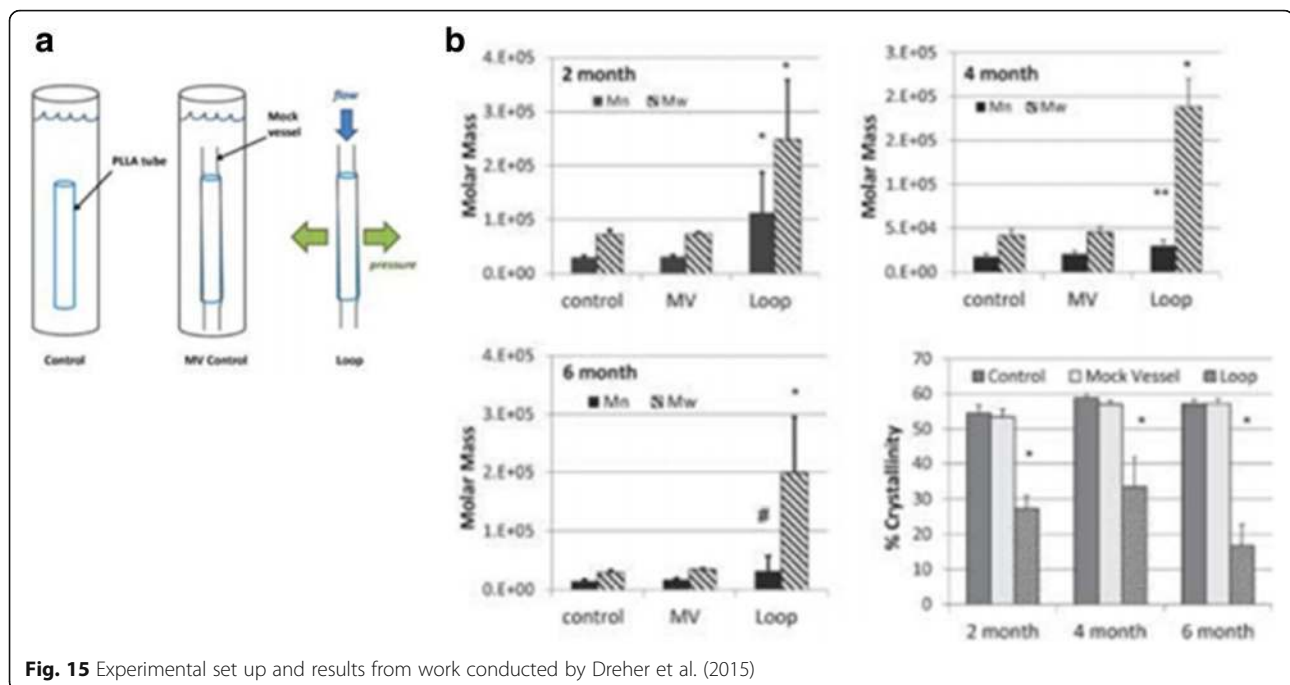 a
flow
Mock
vessel
PLLA tube
pressure
Control
MV Control
Loop
b
4.E+05
3.E+05
2.E+05
1.E+05
0.E+00
Molar Mass
2 month
Mn Mw
*
*
control MV Loop
3.E+05
2.E+05
2.E+05
1.E+05
5.E+04
0.E+00
Molar Mass
4 month
Mn Mw
**
*
control MV Loop
4.E+05
3.E+05
2.E+05
1.E+05
0.E+00
Molar Mass
6 month
Mn Mw
#
*
control MV Loop
70
60
50
40
30
20
10
0
% Crystallinity
Control Mock Vessel Loop
* * *
2 month 4 month 6 month
Fig. 15 Experimental set up and results from work conducted by Dreher et al. (2015)